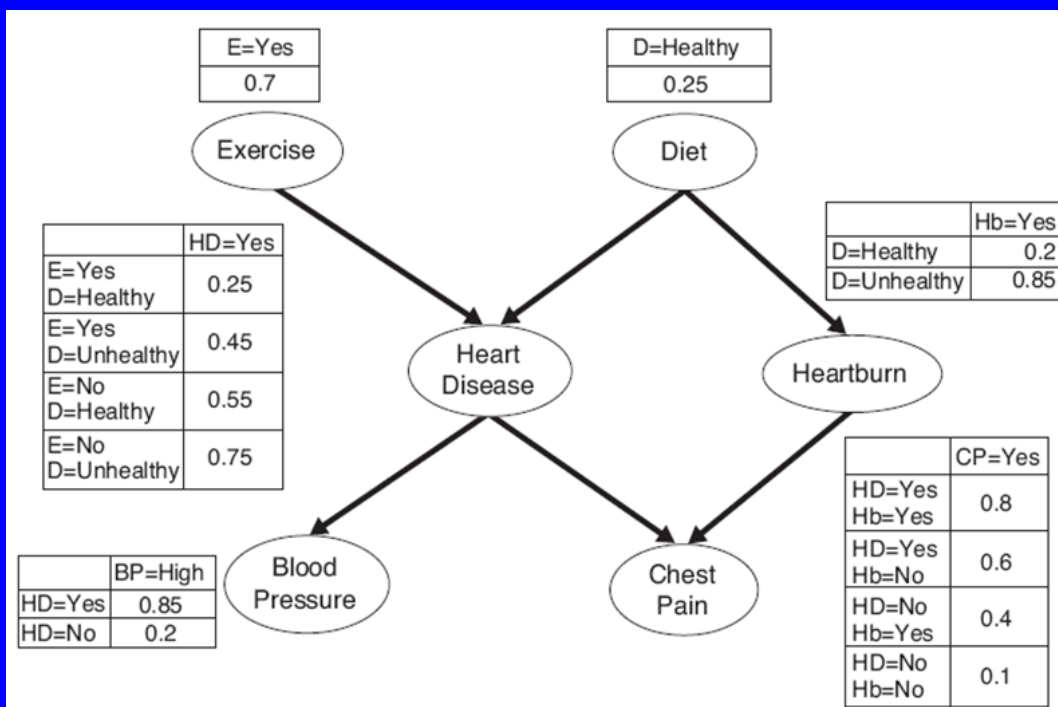 E=Yes
0.7
D=Healthy
0.25
Exercise
Diet
Hb=Yes
D=Healthy 0.2
D=Unhealthy 0.85
HD=Yes
E=Yes
D=Healthy 0.25
E=Yes
D=Unhealthy 0.45
E=No
D=Healthy 0.55
E=No
D=Unhealthy 0.75
Heart
Disease
Heartburn
CP=Yes
HD=Yes
Hb=Yes 0.8
HD=Yes
Hb=No 0.6
HD=No
Hb=Yes 0.4
HD=No
Hb=No 0.1
BP=High
HD=Yes 0.85
HD=No 0.2
Blood
Pressure
Chest
Pain